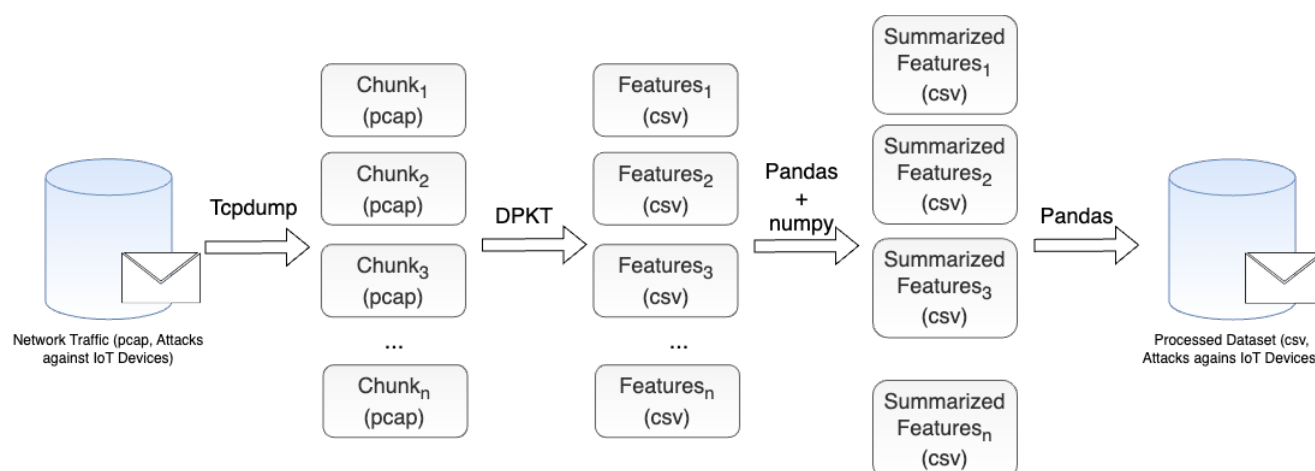 Network Traffic (pcap, Attacks
against IoT Devices)
Tcpdump
Chunk1
(pcap)
Chunk2
(pcap)
Chunk3
(pcap)
...
Chunkn
(pcap)
DPKT
Features1
(csv)
Features2
(csv)
Features3
(csv)
...
Featuresn
(csv)
Pandas
+
numpy
Summarized
Features1
(csv)
Summarized
Features2
(csv)
Summarized
Features3
(csv)
Summarized
Featuresn
(csv)
Pandas
Processed Dataset (csv,
Attacks agains IoT Devices